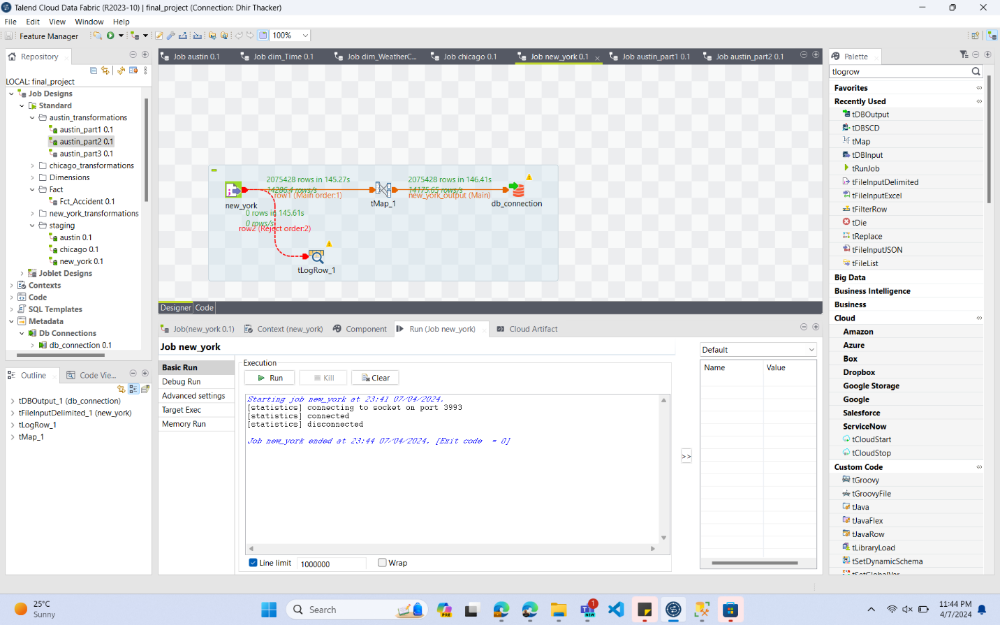 Talend Cloud Data Fabric (R2023-10) | final_project (Connection: Dhir Thacker)
File Edit View Window Help
Feature Manager 100%
Repository
LOCAL: final_project
Job Designs
Standard
austin_transformations
austin_part1 0.1
austin_part2 0.1
austin_part3 0.1
chicago_transformations
Dimensions
Fact
Fct_Accident 0.1
new_york_transformations
staging
austin 0.1
chicago 0.1
new_york 0.1
Joblet Designs
Contexts
Code
SQL Templates
Metadata
Db Connections
db_connection 0.1
Outline Code Vie...
tDBOutput_1 (db_connection)
tFileInputDelimited_1 (new_york)
tLogRow_1
tMap_1
Job austin 0.1 Job dim_Time 0.1 Job dim_WeatherC... Job chicago 0.1 Job new_york 0.1 Job austin_part1 0.1 Job austin_part2 0.1
2075428 rows in 145.27s
14286.4 rows/s
row1 (Main order:1)
2075428 rows in 146.41s
14175.65 rows/s
new_york_output (Main)
new_york
tMap_1
db_connection
0 rows in 145.61s
0 rows/s
row2 (Reject order:2)
tLogRow_1
Designer Code
Job(new_york 0.1) Context (new_york) Component Run (Job new_york) Cloud Artifact
Job new_york
Basic Run
Debug Run
Advanced settings
Target Exec
Memory Run
Execution
Run Kill Clear
Starting job new_york at 23:41 07/04/2024.
[statistics] connecting to socket on port 3993
[statistics] connected
[statistics] disconnected
Job new_york ended at 23:44 07/04/2024. [Exit code  = 0]
Line limit 1000000 Wrap
>>
Default
Name Value
Palette
tlogrow
Favorites
Recently Used
tDBOutput
tDBSCD
tMap
tDBInput
tRunJob
tFileInputDelimited
tFileInputExcel
tFilterRow
tDie
tReplace
tFileInputJSON
tFileList
Big Data
Business Intelligence
Business
Cloud
Amazon
Azure
Box
Dropbox
Google Storage
Google
Salesforce
ServiceNow
tCloudStart
tCloudStop
Custom Code
tGroovy
tGroovyFile
tJava
tJavaFlex
tJavaRow
tLibraryLoad
tSetDynamicSchema
tSetGlobalVar
25°C
Sunny
Search
PRE
NEW
1
11:44 PM
4/7/2024